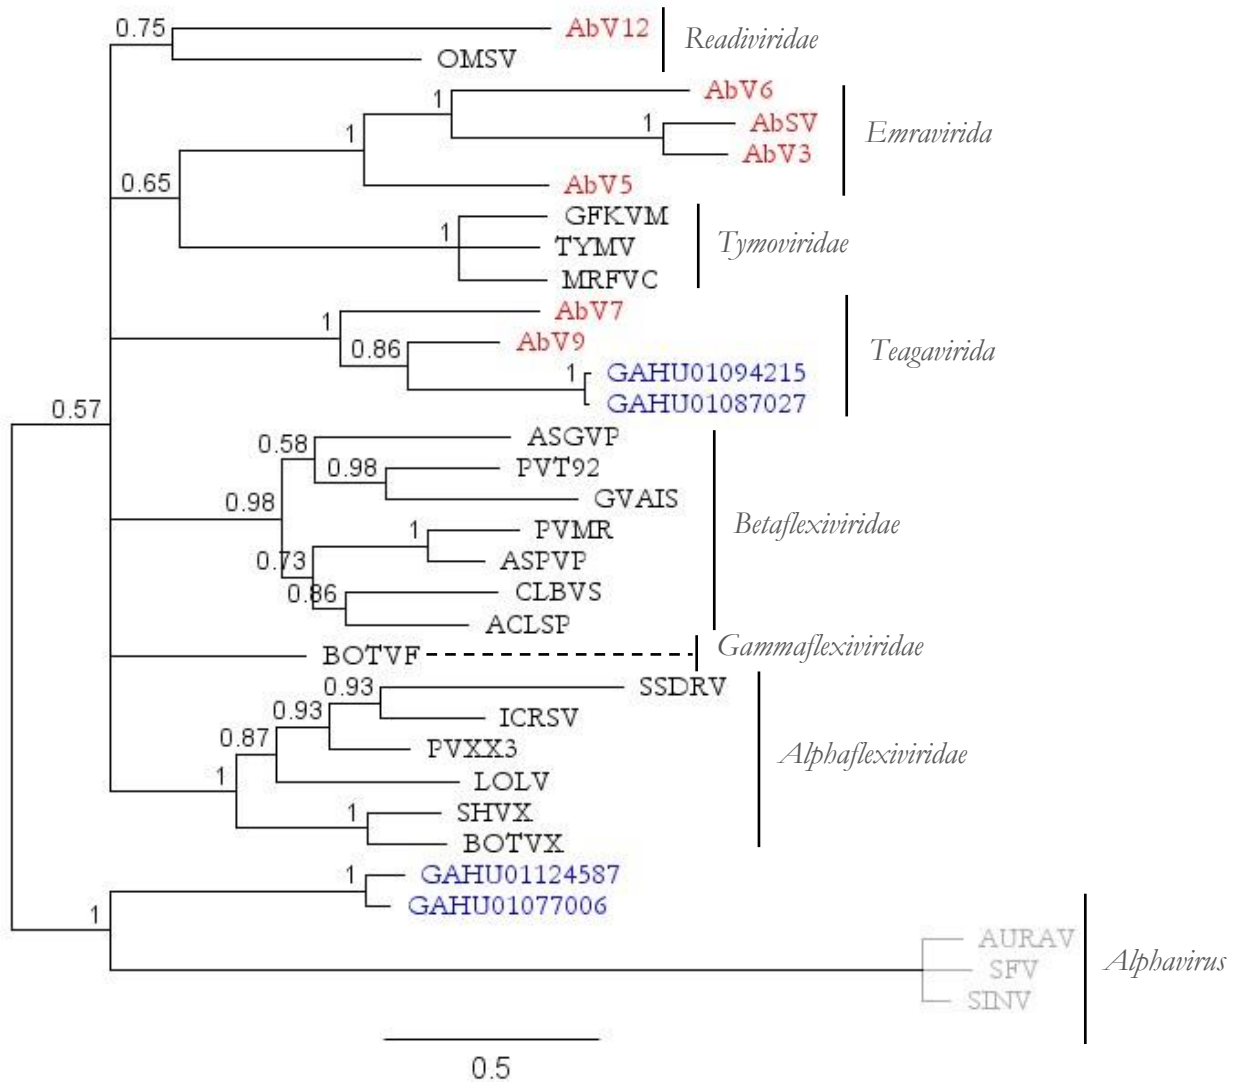 0.75
AbV12
Readiviridae
OMSV
AbV6
1
AbSV
1
1
Emravirida
AbV3
0.65
AbV5
GFKVM
1
TYMV
Tymoviridae
MRFVC
AbV7
1
AbV9
0.86
Teagavirida
1
GAHU01094215
GAHU01087027
0.57
ASGVP
0.58
PVT92
0.98
GVAIS
0.98
Betaflexiviridae
PVMR
1
ASPVP
0.73
CLBVS
0.86
ACLSP
Gammaflexiviridae
BOTVF
SSDRV
0.93
ICRSV
0.93
PVXX3
0.87
Alphaflexiviridae
LOLV
1
SHVX
1
BOTVX
GAHU01124587
1
GAHU01077006
1
AURAV
Alphavirus
SFV
SINV
0.5